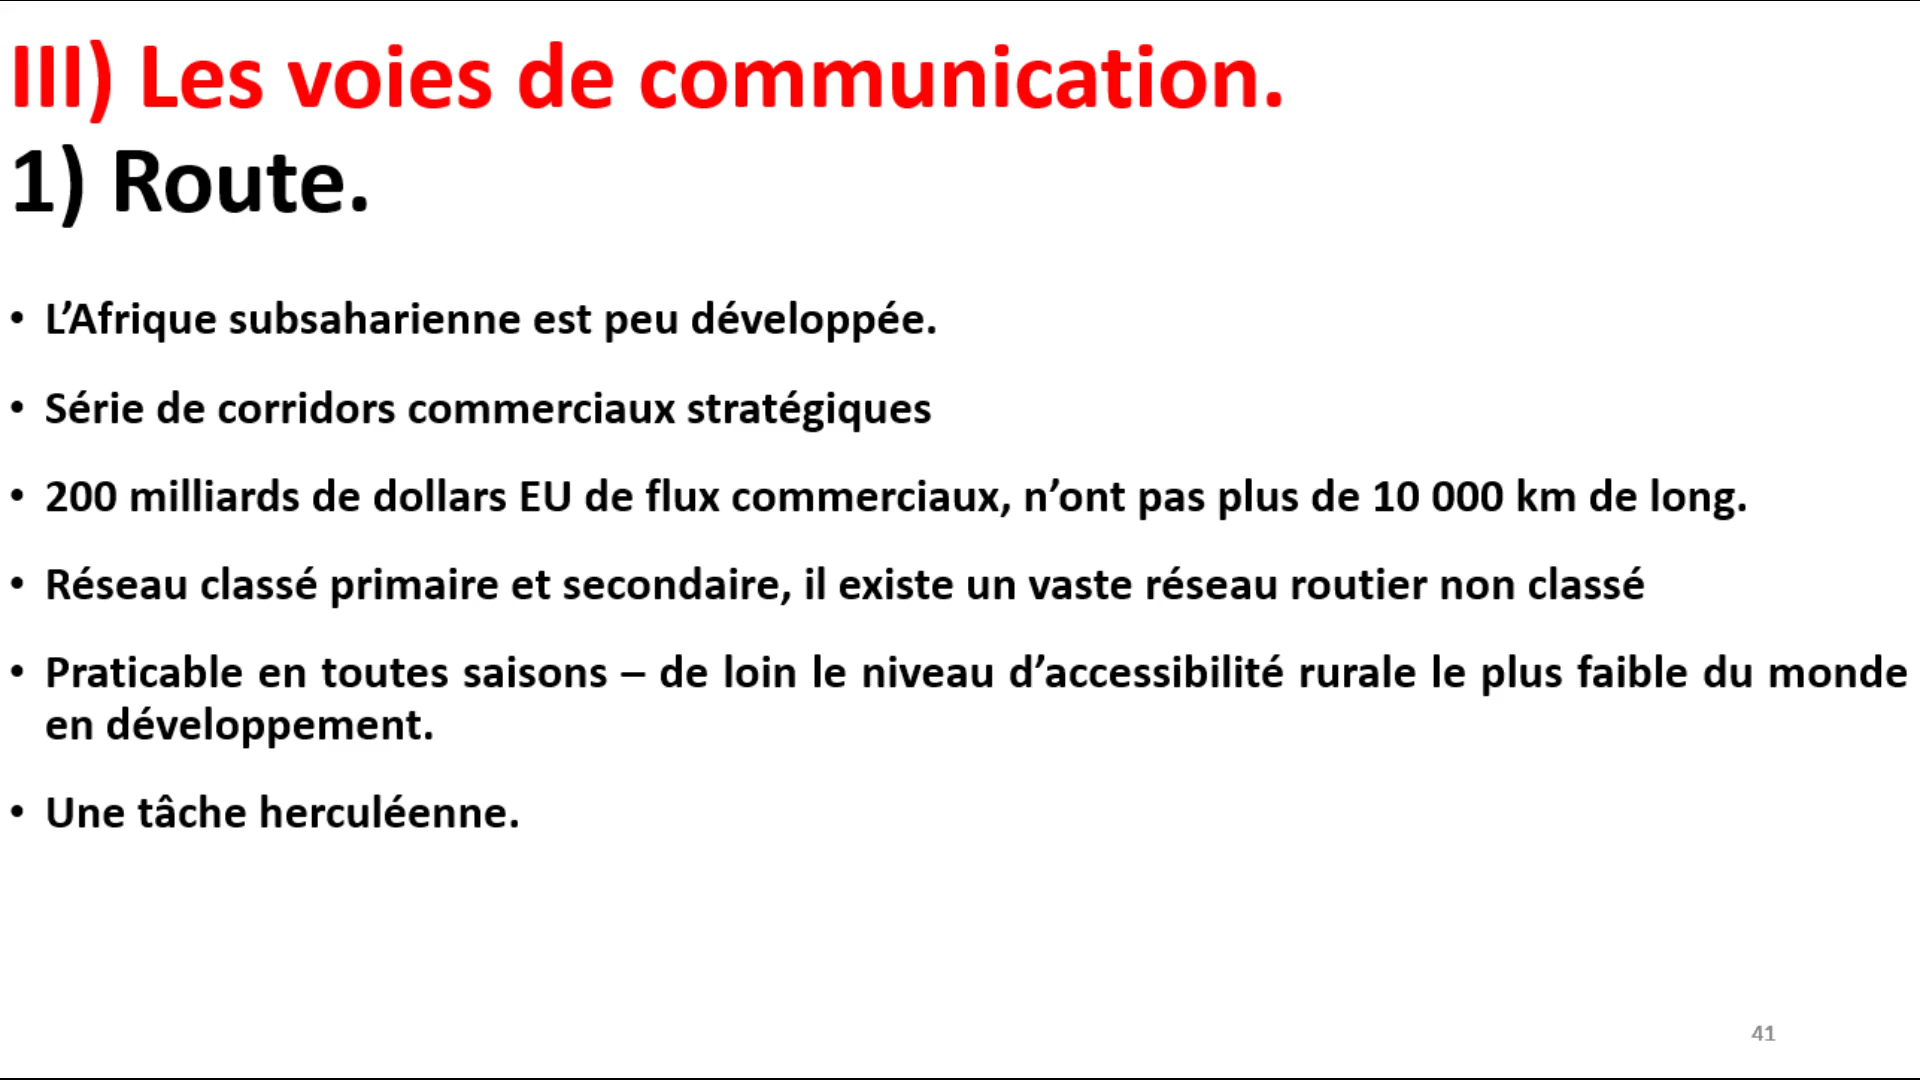 III) Les voies de communication.
1) Route.
• L’Afrique subsaharienne est peu développée.
• Série de corridors commerciaux stratégiques
• 200 milliards de dollars EU de flux commerciaux, n’ont pas plus de 10 000 km de long.
• Réseau classé primaire et secondaire, il existe un vaste réseau routier non classé
• Praticable en toutes saisons – de loin le niveau d’accessibilité rurale le plus faible du monde
en développement.
• Une tâche herculéenne.
41